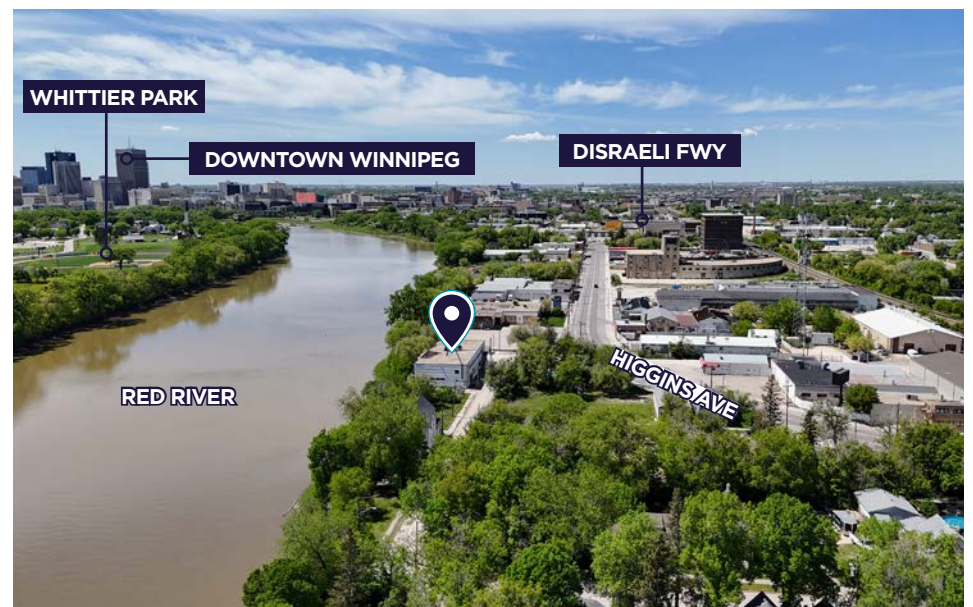 WHITTIER PARK
DOWNTOWN WINNIPEG
DISRAELI FWY
HIGGINS AVE
RED RIVER